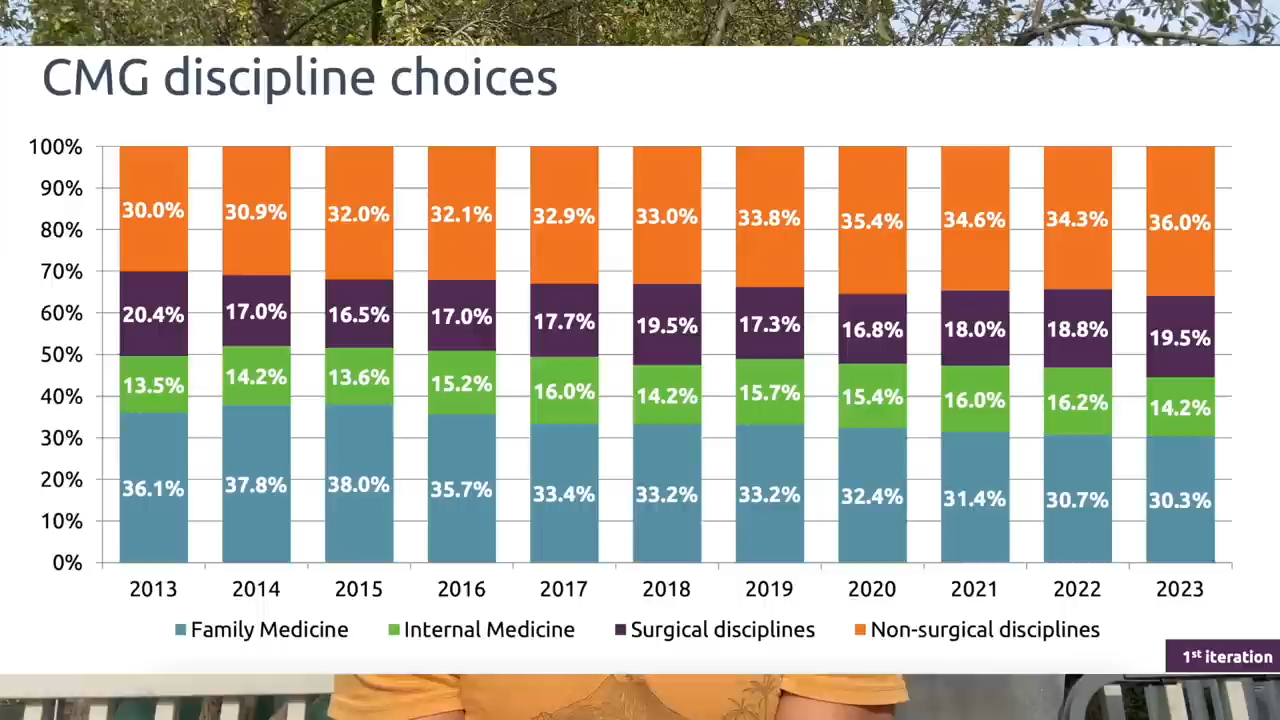 CMG discipline choices
100%
90%
80%
70%
60%
50%
40%
30%
20%
10%
0%
30.0% 30.9% 32.0% 32.1% 32.9% 33.0% 33.8% 35.4% 34.6% 34.3% 36.0%
20.4% 17.0% 16.5% 17.0% 17.7% 19.5% 17.3% 16.8% 18.0% 18.8% 19.5%
13.5% 14.2% 13.6% 15.2% 16.0% 14.2% 15.7% 15.4% 16.0% 16.2% 14.2%
36.1% 37.8% 38.0% 35.7% 33.4% 33.2% 33.2% 32.4% 31.4% 30.7% 30.3%
2013 2014 2015 2016 2017 2018 2019 2020 2021 2022 2023
Family Medicine Internal Medicine Surgical disciplines Non-surgical disciplines
1st iteration